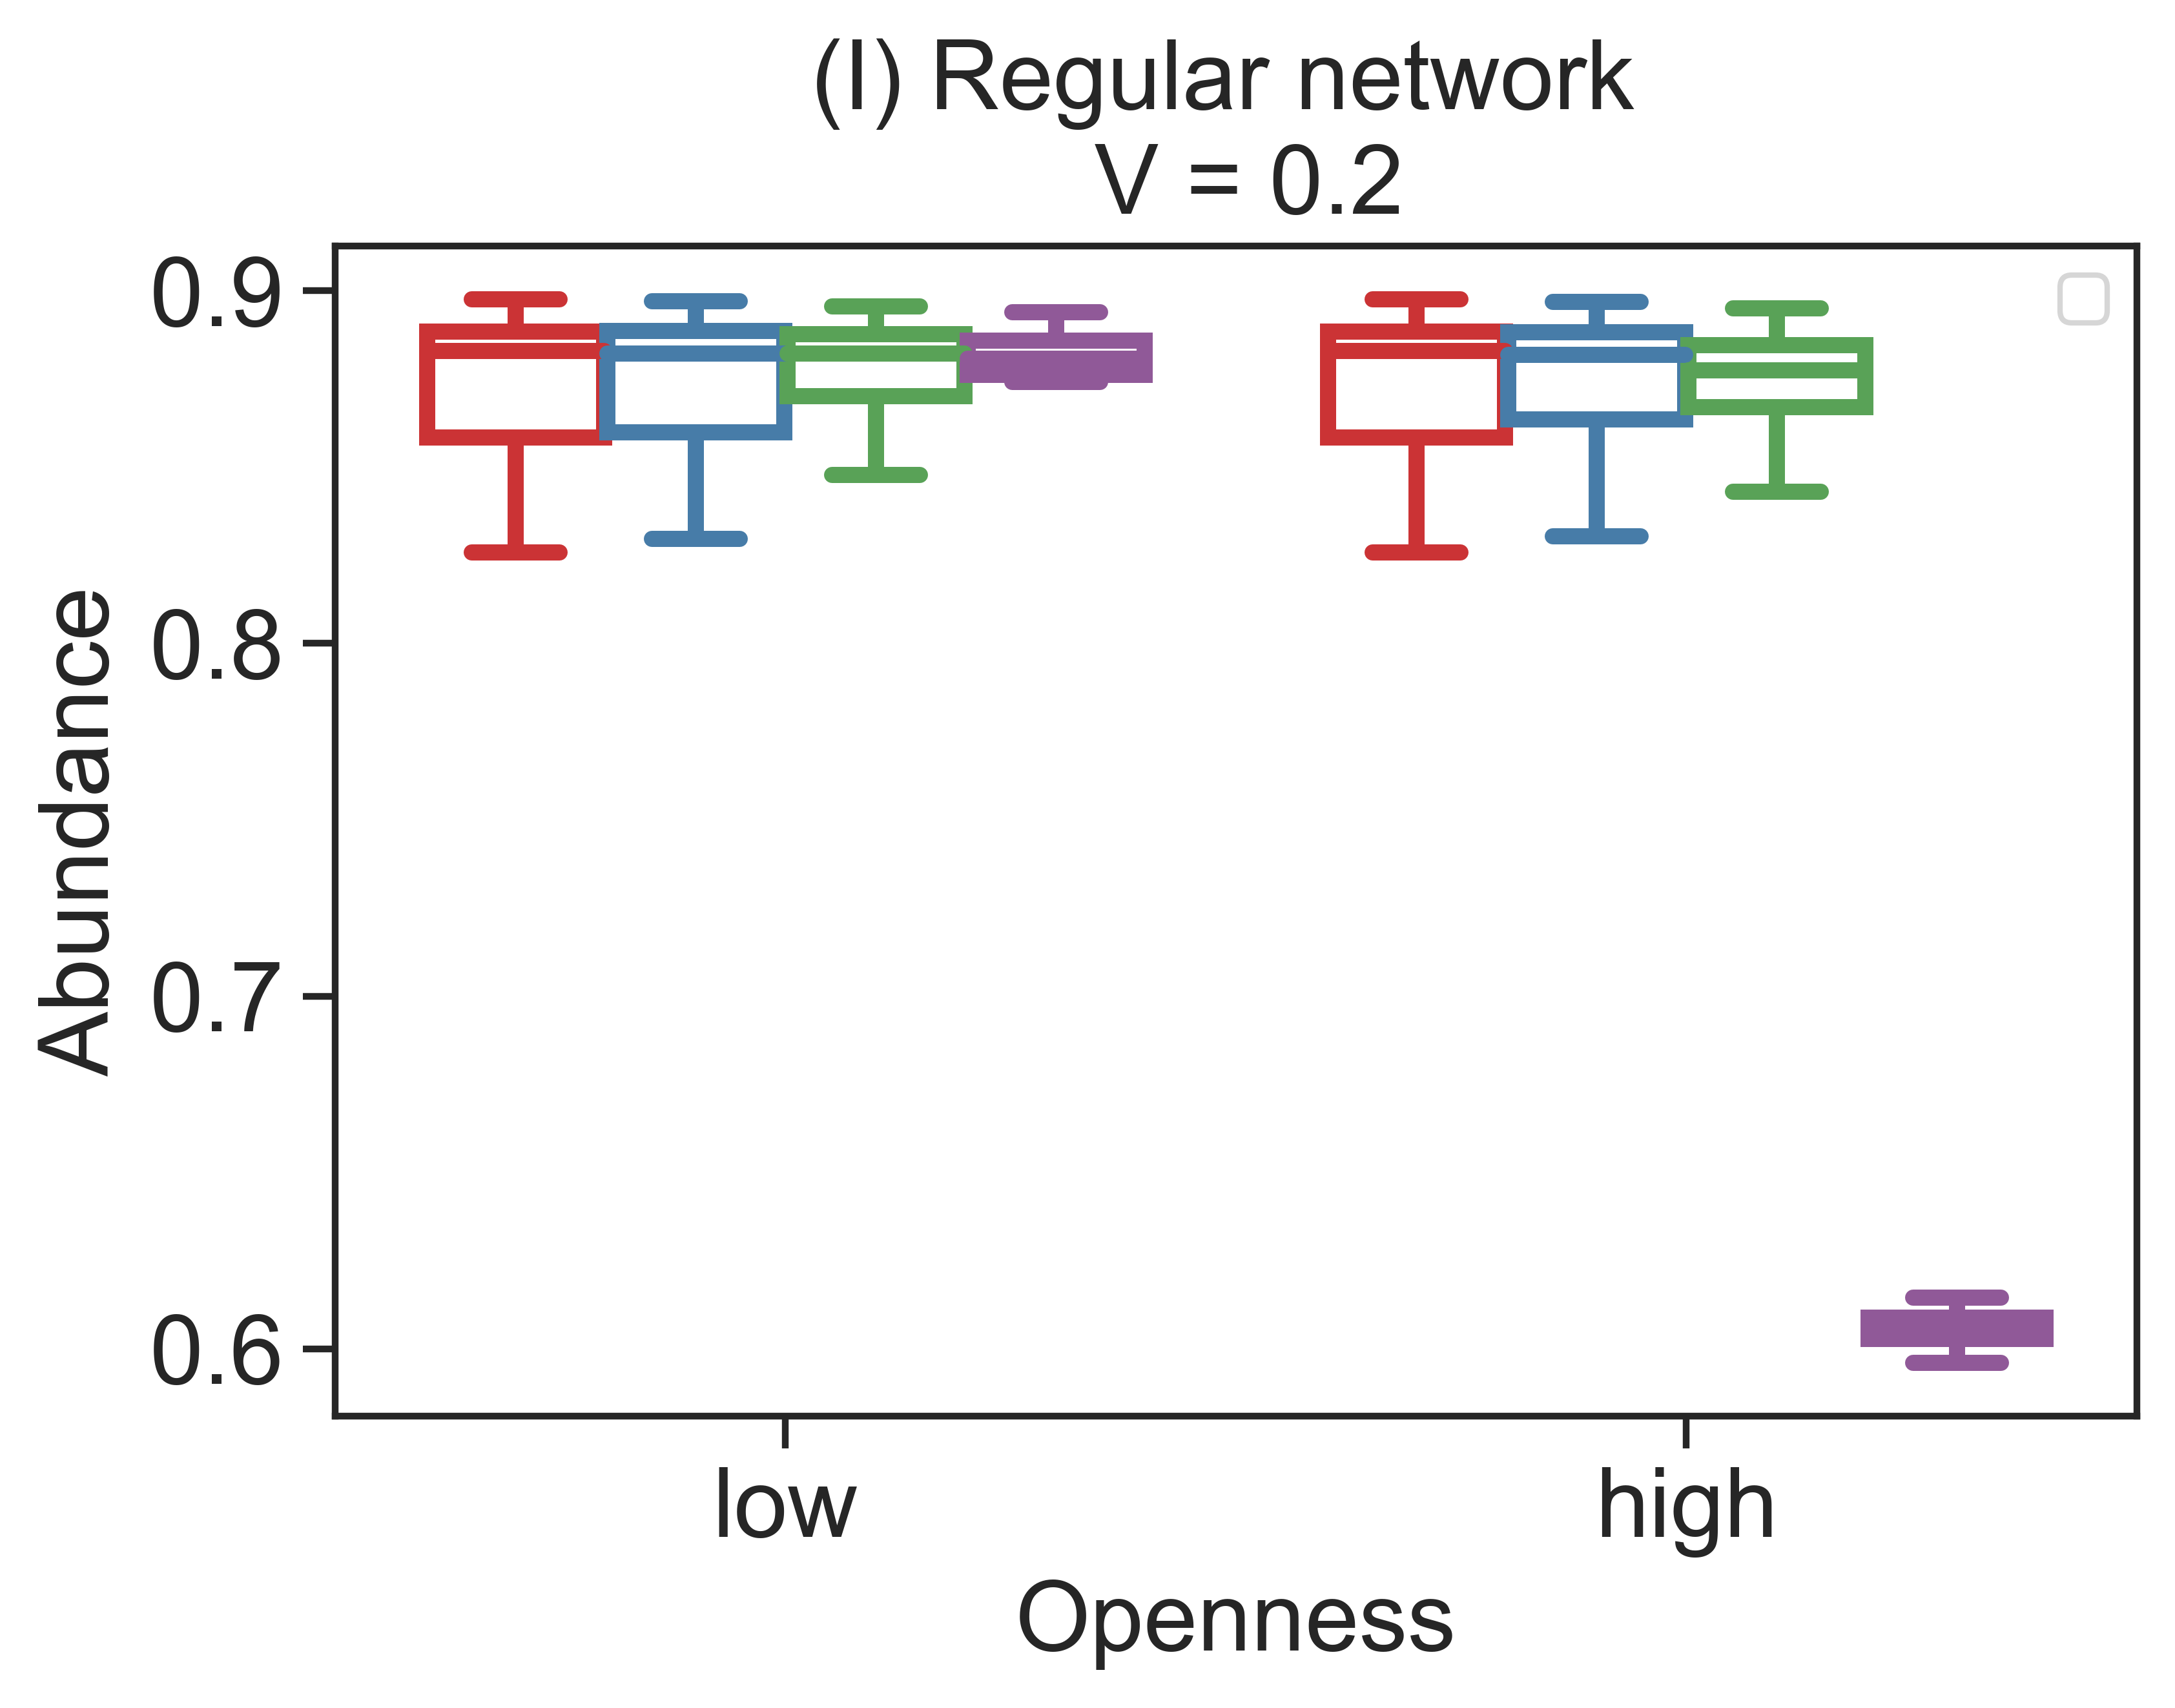 (I) Regular network
V = 0.2
0.9
0.8
0.7
0.6
Abundance
low
high
Openness